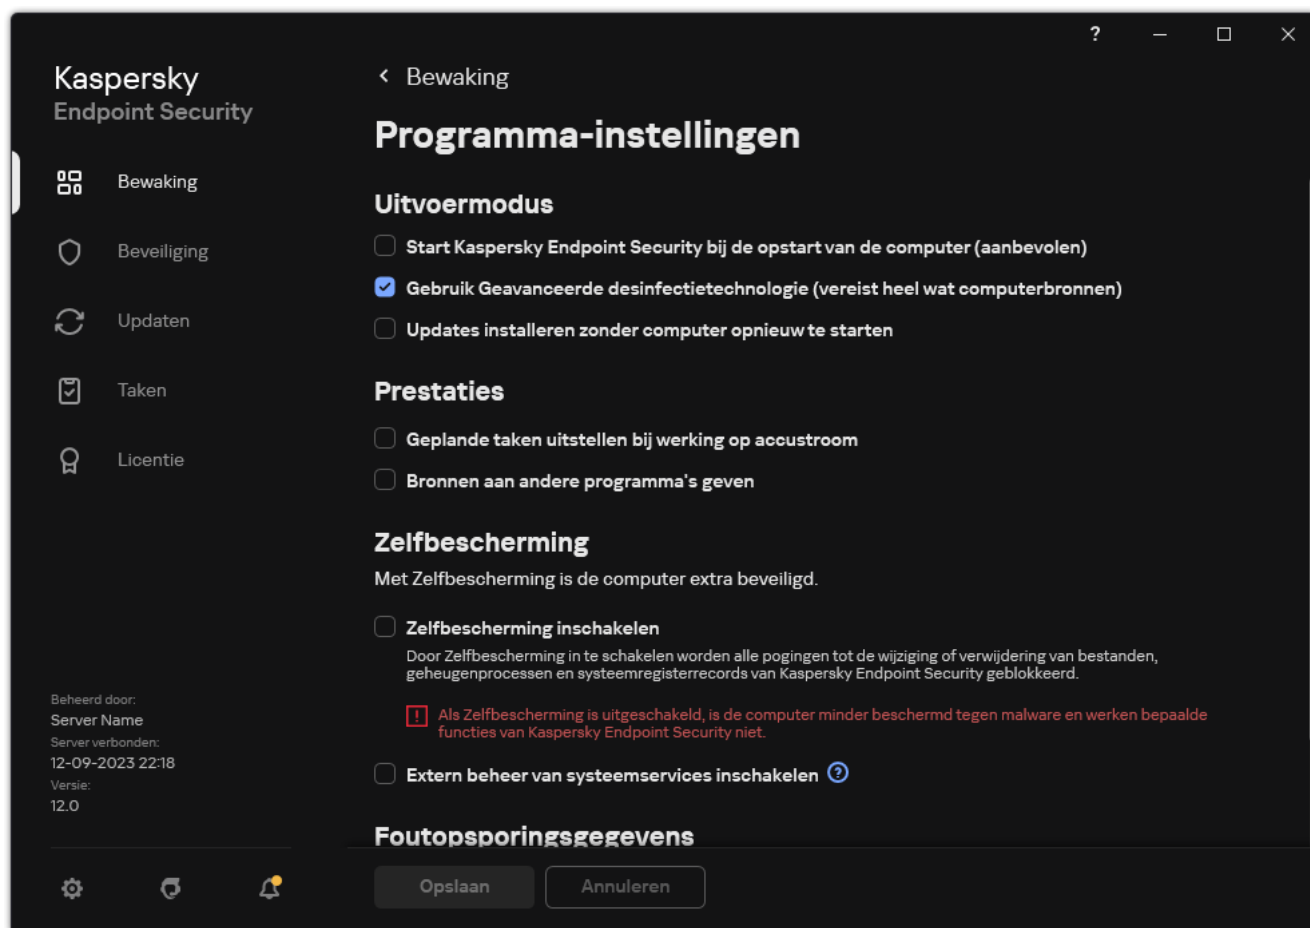 Kaspersky
Endpoint Security
Bewaking
Beveiliging
Updaten
Taken
Licentie
Beheerd door:
Server Name
Server verbonden:
12-09-2023 22:18
Versie:
12.0
?
< Bewaking
Programma-instellingen
Uitvoermodus
Start Kaspersky Endpoint Security bij de opstart van de computer (aanbevolen)
Gebruik Geavanceerde desinfectietechnologie (vereist heel wat computerbronnen)
Updates installeren zonder computer opnieuw te starten
Prestaties
Geplande taken uitstellen bij werking op accustroom
Bronnen aan andere programma's geven
Zelfbescherming
Met Zelfbescherming is de computer extra beveiligd.
Zelfbescherming inschakelen
Door Zelfbescherming in te schakelen worden alle pogingen tot de wijziging of verwijdering van bestanden,
geheugenprocessen en systeemregisterrecords van Kaspersky Endpoint Security geblokkeerd.
! Als Zelfbescherming is uitgeschakeld, is de computer minder beschermd tegen malware en werken bepaalde
functies van Kaspersky Endpoint Security niet.
Extern beheer van systeemservices inschakelen ?
Foutopsporingsgegevens
Opslaan
Annuleren